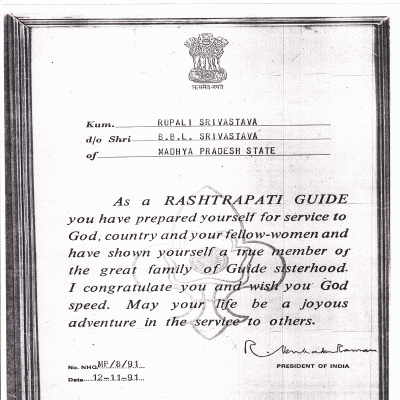 सत्यमेव जयते
Kum. RUPALI SRIVASTAVA
d/o Shri B.B.L. SRIVASTAVA
of MADHYA PRADESH STATE
As a RASHTRAPATI GUIDE
you have prepared yourself for service to
God, country and your fellow-women and
have shown yourself a true member of
the great family of Guide sisterhood.
I congratulate you and wish you God
speed. May your life be a joyous
adventure in the service to others.
R. Venkataraman
No. NHQ/MP/8/91
PRESIDENT OF INDIA
Date 12-11-91